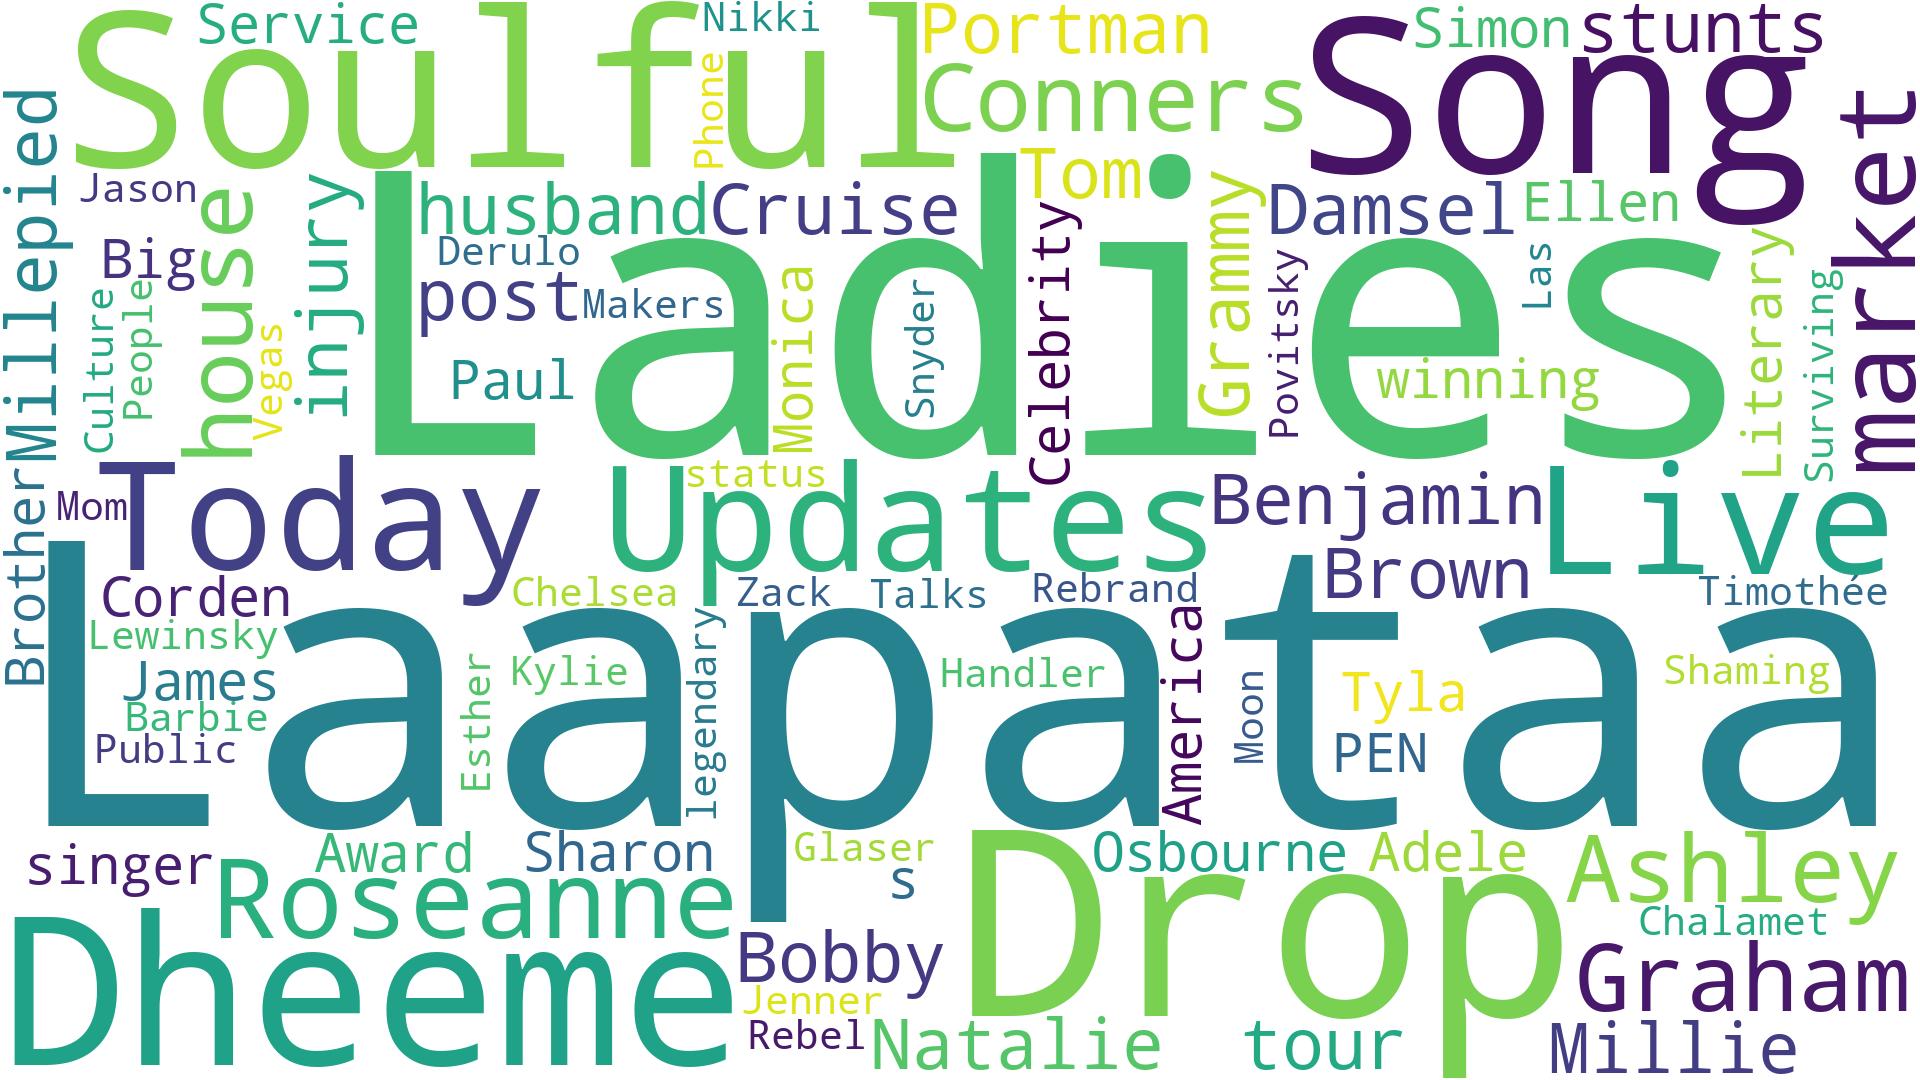 Service
Soulful
Nikki
Phone
Portman
Conners
Simon
stunts
Song
Millepied
Jason
house
injury
husband
Cruise
Tom
Damsel
Ellen
market
Big
Derulo
post
Makers
Ladies
Celebrity
Grammy
Povitsky
Las
Literary
Surviving
Culture
People
Vegas
Paul
Monica
Snyder
winning
Brother
Mom
Today
status
Updates
Benjamin
Live
Brown
Corden
Chelsea
Zack
Talks
Rebrand
Timothée
Lewinsky
Laapataa
James
Barbie
Public
Esther
Kylie
legendary
Handler
America
Moon
Tyla
PEN
Shaming
singer
Award
Sharon
Glaser
s
Osbourne
Adele
Ashley
Roseanne
Drop
Chalamet
Dheeme
Bobby
Jenner
Rebel
Natalie
tour
Graham
Millie